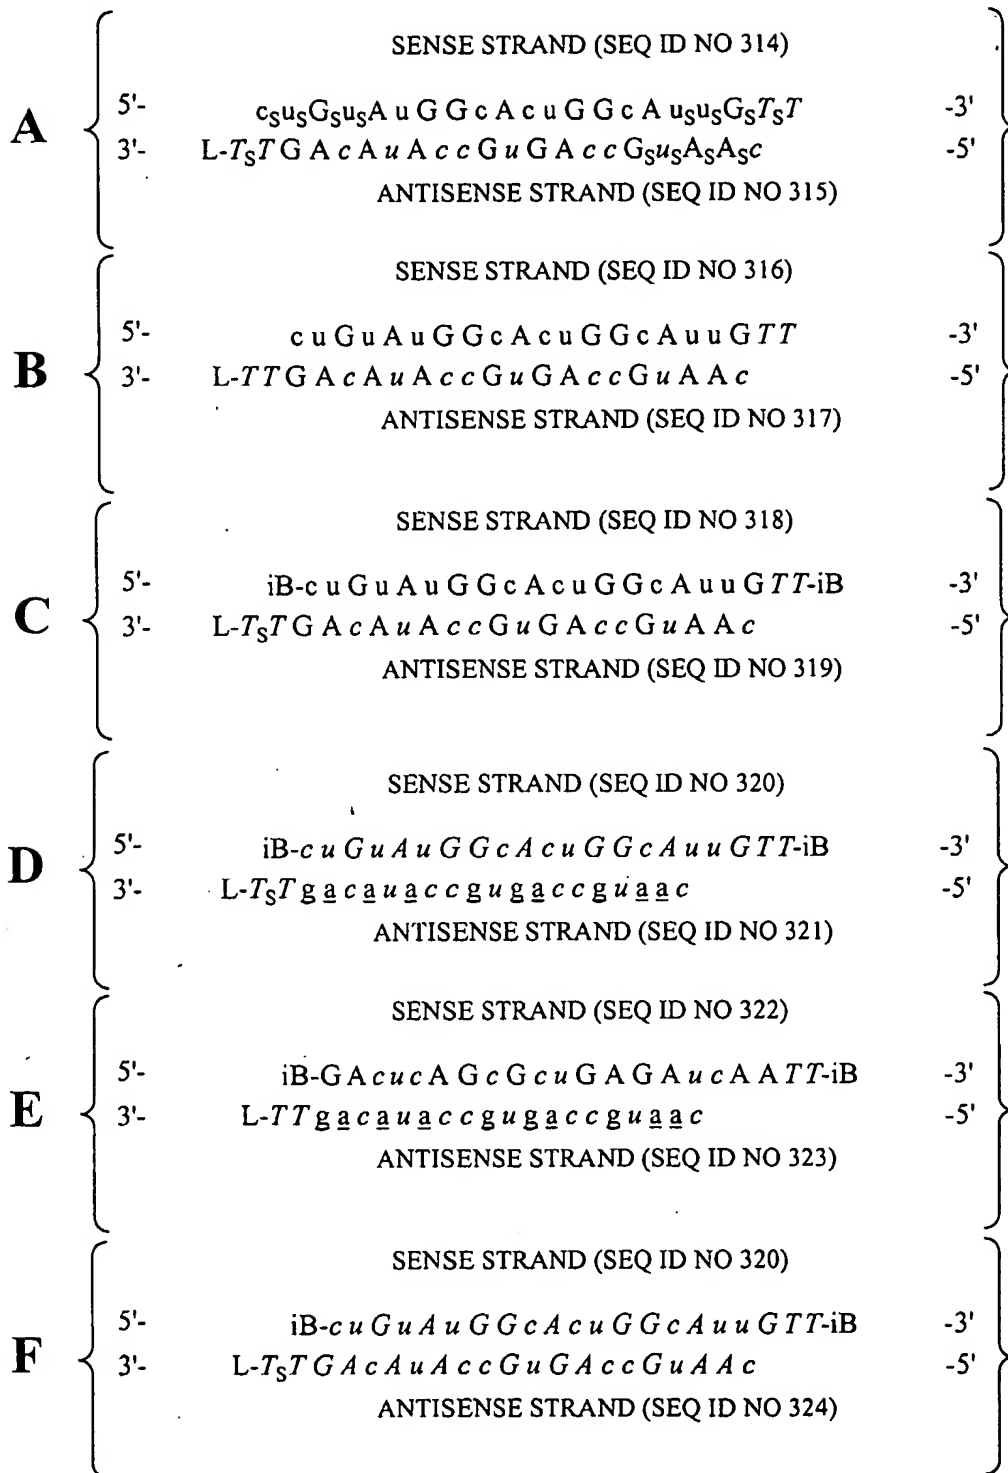 SENSE STRAND (SEQ ID NO 314)
A
5'- cSuSGSuSA u G G c A c u G G c A uSuSGSTST -3'
3'- L-TST G A c A u A c c G u G A c c GSuSASASc -5'
ANTISENSE STRAND (SEQ ID NO 315)
SENSE STRAND (SEQ ID NO 316)
B
5'- c u G u A u G G c A c u G G c A u u G T T -3'
3'- L-T T G A c A u A c c G u G A c c G u A A c -5'
ANTISENSE STRAND (SEQ ID NO 317)
SENSE STRAND (SEQ ID NO 318)
C
5'- iB-c u G u A u G G c A c u G G c A u u G T T-iB -3'
3'- L-TST G A c A u A c c G u G A c c G u A A c -5'
ANTISENSE STRAND (SEQ ID NO 319)
SENSE STRAND (SEQ ID NO 320)
D
5'- iB-c u G u A u G G c A c u G G c A u u G T T-iB -3'
3'- L-TST g a c a u a c c g u g a c c g u a a c -5'
ANTISENSE STRAND (SEQ ID NO 321)
SENSE STRAND (SEQ ID NO 322)
E
5'- iB-G A c u c A G c G c u G A G A u c A A T T-iB -3'
3'- L-T T g a c a u a c c g u g a c c g u a a c -5'
ANTISENSE STRAND (SEQ ID NO 323)
SENSE STRAND (SEQ ID NO 320)
F
5'- iB-c u G u A u G G c A c u G G c A u u G T T-iB -3'
3'- L-TST G A c A u A c c G u G A c c G u A A c -5'
ANTISENSE STRAND (SEQ ID NO 324)